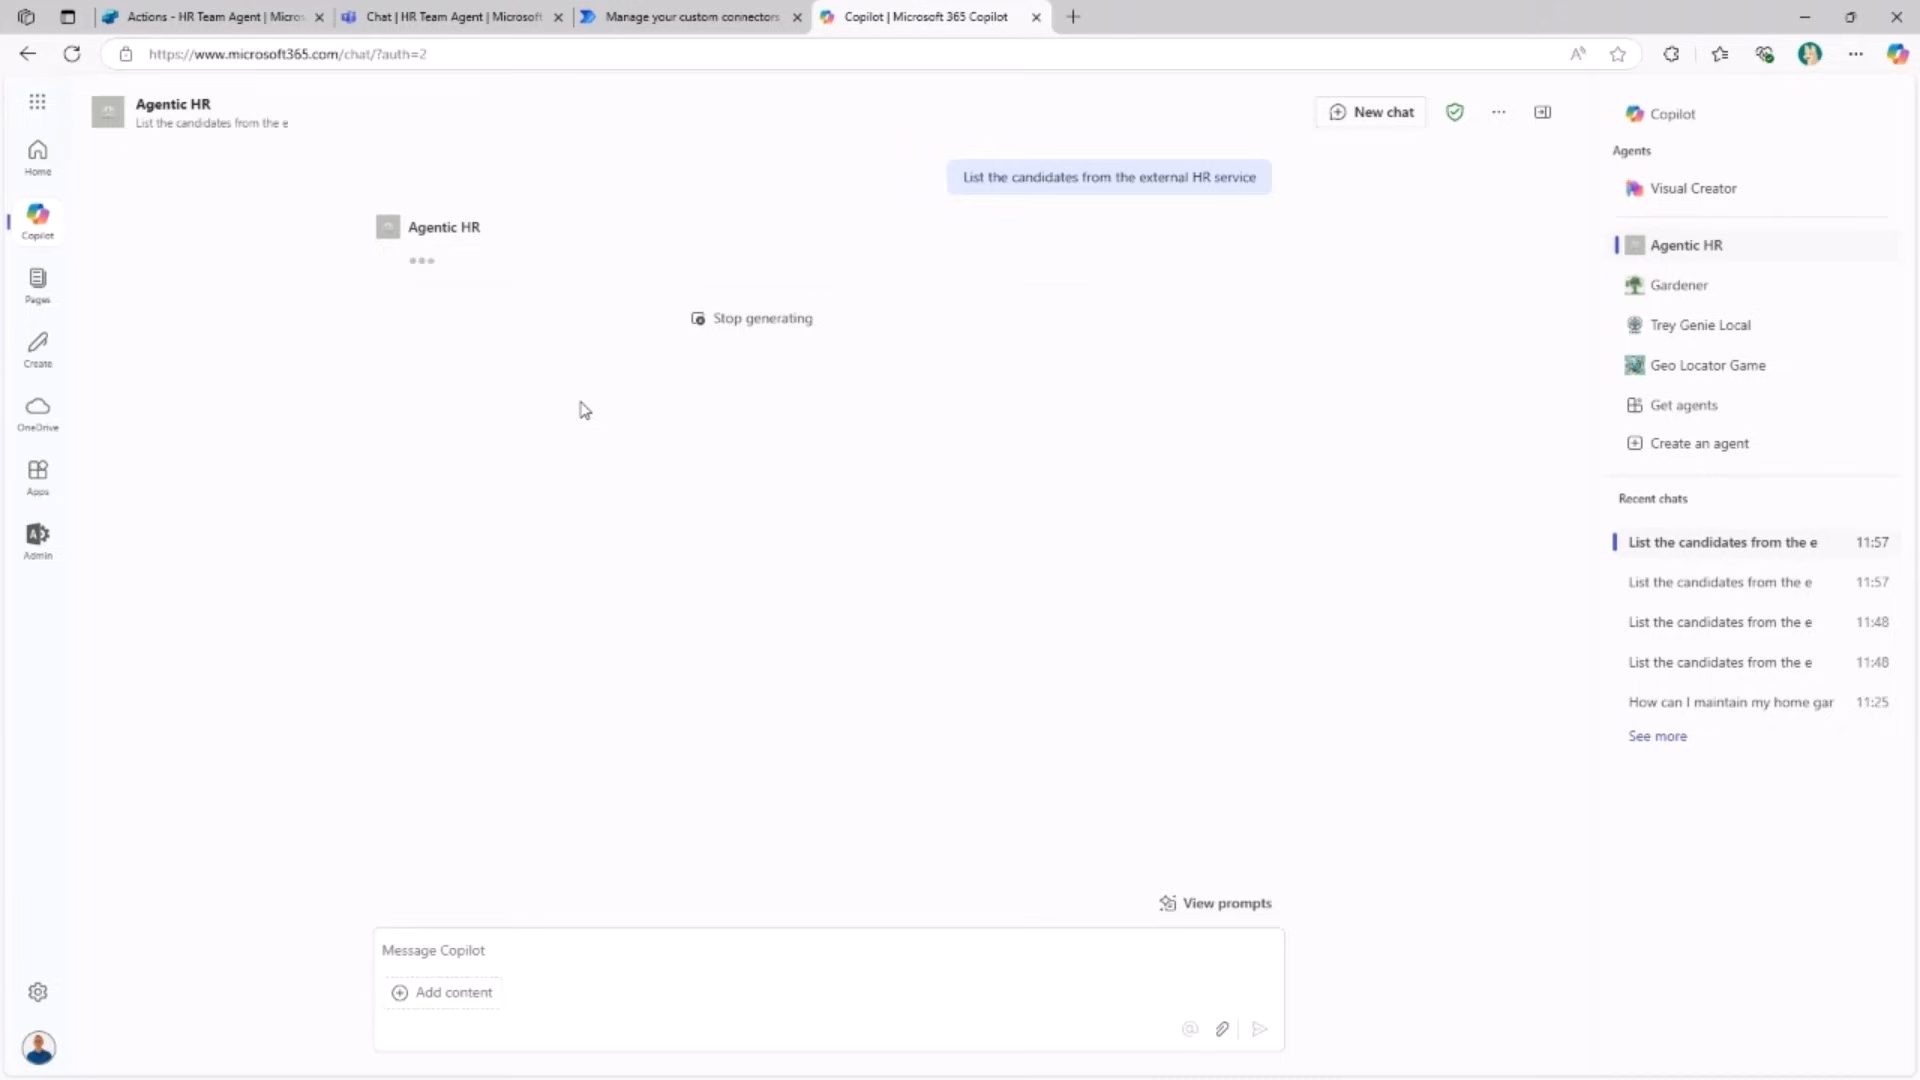 Actions - HR Team Agent | Micros
Chat | HR Team Agent | Microsoft
Manage your custom connectors
Copilot | Microsoft 365 Copilot
https://www.microsoft365.com/chat/?auth=2
Agentic HR
List the candidates from the e
New chat
Home
Copilot
Pages
Create
OneDrive
Apps
Admin
List the candidates from the external HR service
Agentic HR
Stop generating
View prompts
Message Copilot
Add content
Copilot
Agents
Visual Creator
Agentic HR
Gardener
Trey Genie Local
Geo Locator Game
Get agents
Create an agent
Recent chats
List the candidates from the e 11:57
List the candidates from the e 11:57
List the candidates from the e 11:48
List the candidates from the e 11:48
How can I maintain my home gar 11:25
See more